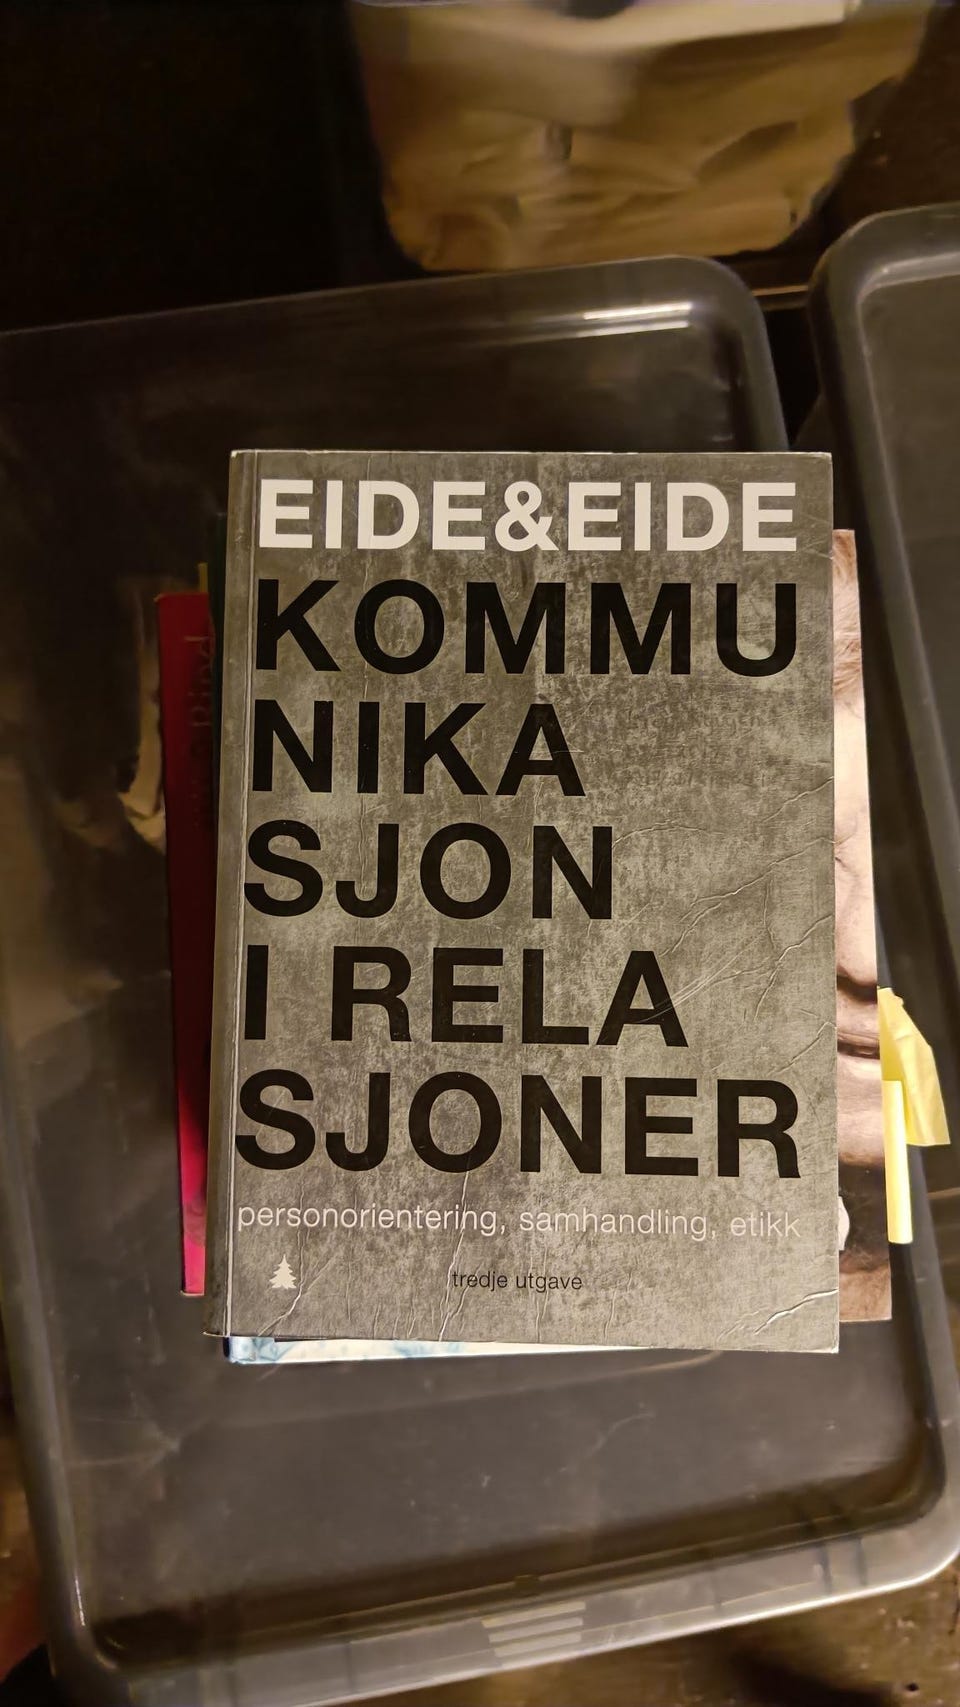 EIDE&EIDE
KOMMU
NIKA
SJON
I RELA
SJONER
personorientering, samhandling, etikk
tredje utgave